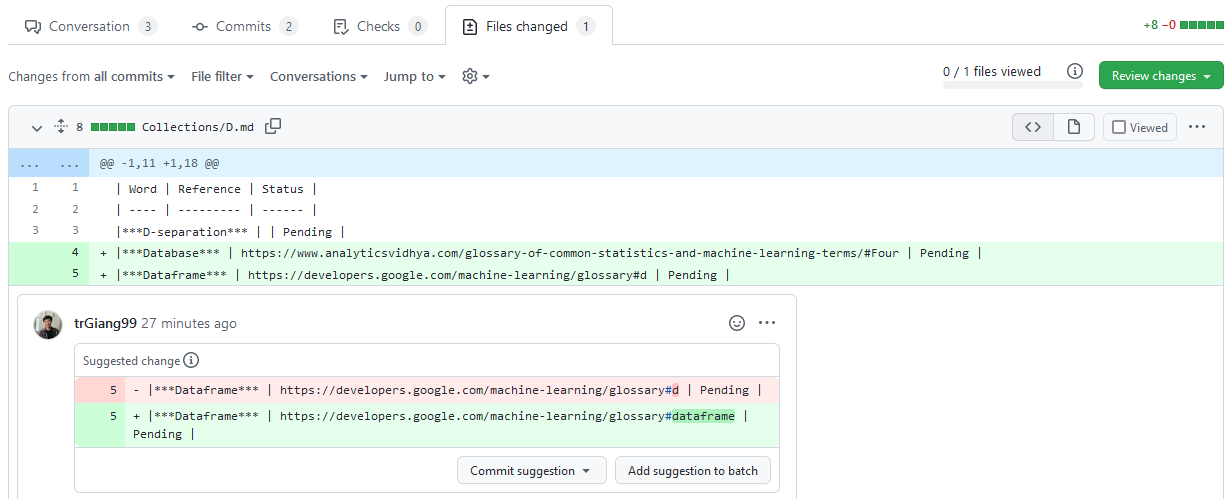 Conversation 3 Commits 2 Checks 0 Files changed 1 +8 −0
Changes from all commits File filter Conversations Jump to 0 / 1 files viewed Review changes
8 Collections/D.md <> Viewed
... ... @@ -1,11 +1,18 @@
1 1 | Word | Reference | Status |
2 2 | ---- | --------- | ------ |
3 3 |***D-separation*** | | Pending |
4 + |***Database*** | https://www.analyticsvidhya.com/glossary-of-common-statistics-and-machine-learning-terms/#Four | Pending |
5 + |***Dataframe*** | https://developers.google.com/machine-learning/glossary#d | Pending |
trGiang99 27 minutes ago
Suggested change
5 - |***Dataframe*** | https://developers.google.com/machine-learning/glossary#d | Pending |
5 + |***Dataframe*** | https://developers.google.com/machine-learning/glossary#dataframe |
Pending |
Commit suggestion Add suggestion to batch